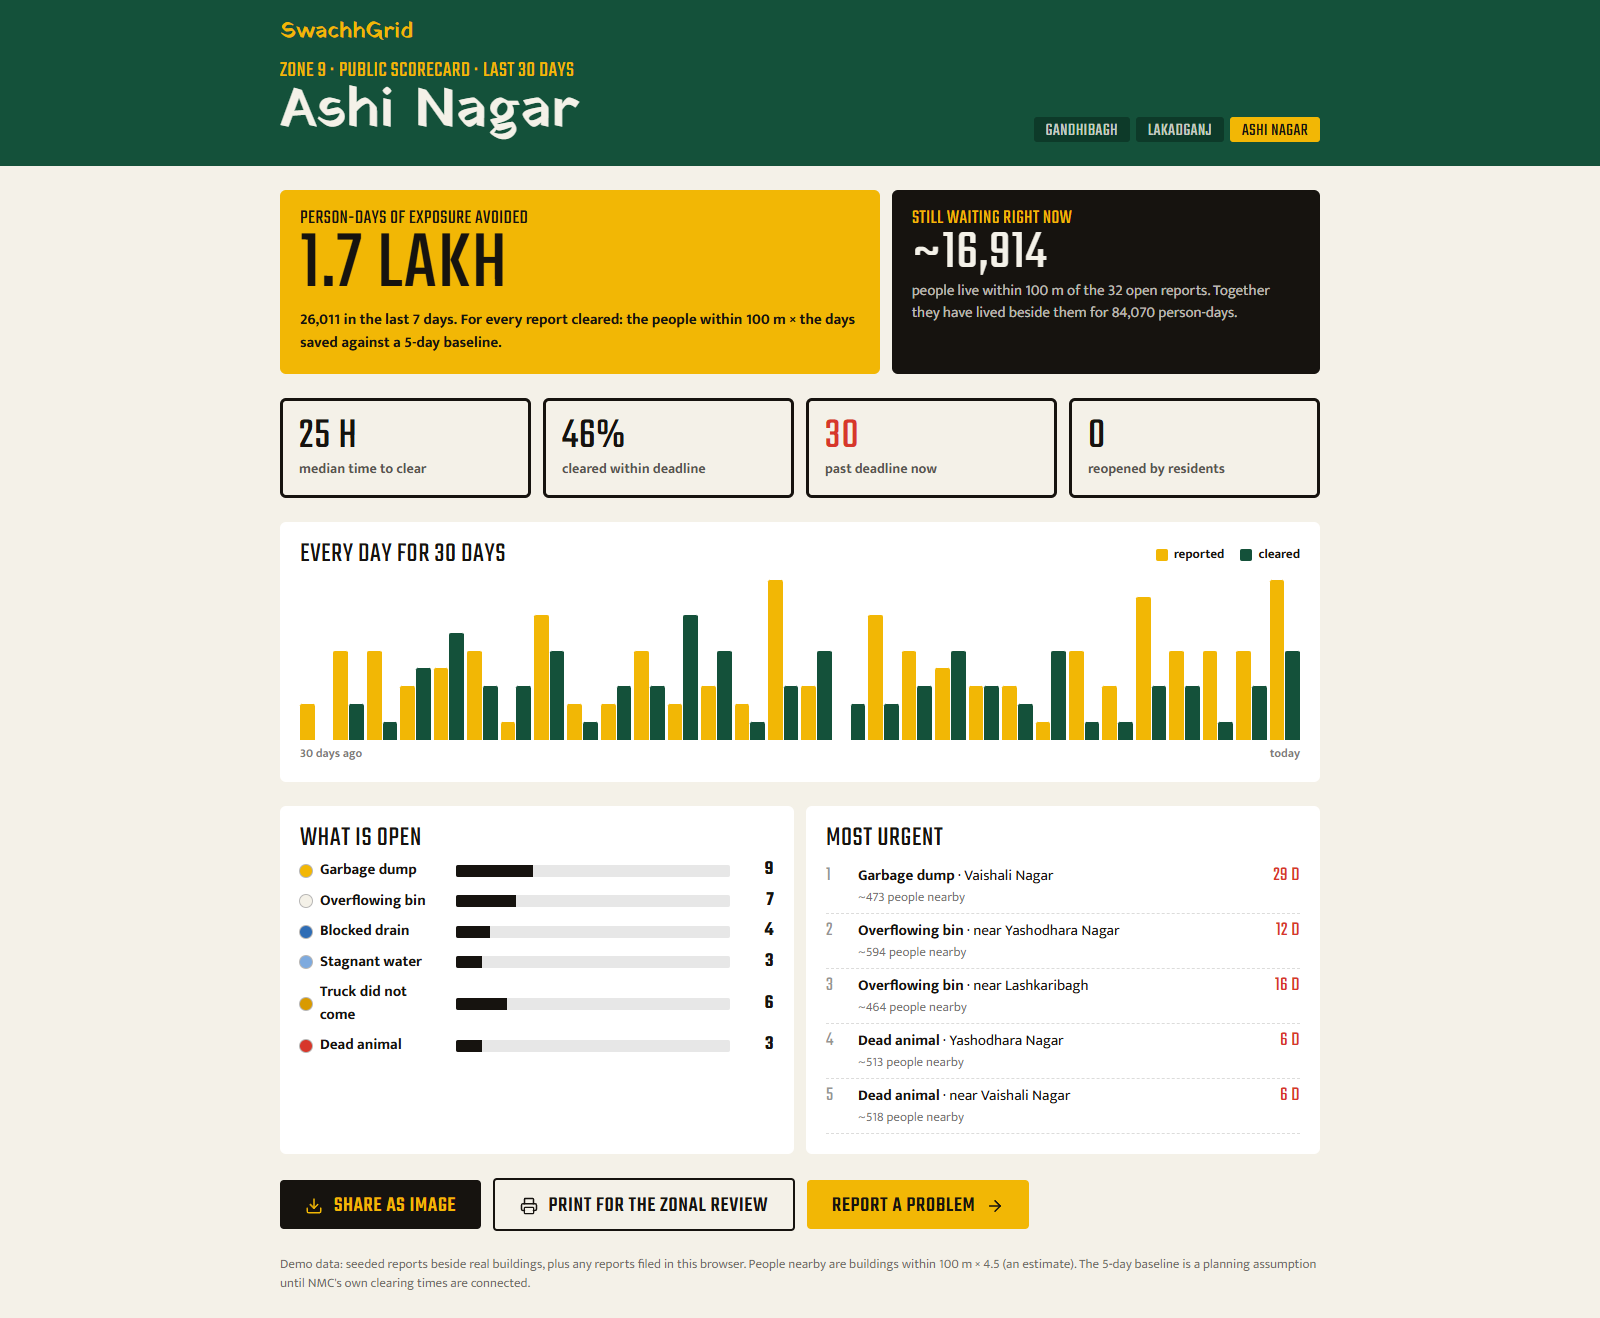 SwachhGrid
ZONE 9 · PUBLIC SCORECARD · LAST 30 DAYS
Ashi Nagar
GANDHIBAGH
LAKADGANJ
ASHI NAGAR
PERSON-DAYS OF EXPOSURE AVOIDED
1.7 LAKH
26,011 in the last 7 days. For every report cleared: the people within 100 m × the days
saved against a 5-day baseline.
STILL WAITING RIGHT NOW
~16,914
people live within 100 m of the 32 open reports. Together
they have lived beside them for 84,070 person-days.
25 H
median time to clear
46%
cleared within deadline
30
past deadline now
0
reopened by residents
EVERY DAY FOR 30 DAYS
reported
cleared
30 days ago
today
WHAT IS OPEN
Garbage dump 9
Overflowing bin 7
Blocked drain 4
Stagnant water 3
Truck did not
come 6
Dead animal 3
MOST URGENT
1 Garbage dump · Vaishali Nagar 29 D
~473 people nearby
2 Overflowing bin · near Yashodhara Nagar 12 D
~594 people nearby
3 Overflowing bin · near Lashkaribagh 16 D
~464 people nearby
4 Dead animal · Yashodhara Nagar 6 D
~513 people nearby
5 Dead animal · near Vaishali Nagar 6 D
~518 people nearby
SHARE AS IMAGE
PRINT FOR THE ZONAL REVIEW
REPORT A PROBLEM
Demo data: seeded reports beside real buildings, plus any reports filed in this browser. People nearby are buildings within 100 m × 4.5 (an estimate). The 5-day baseline is a planning assumption
until NMC's own clearing times are connected.